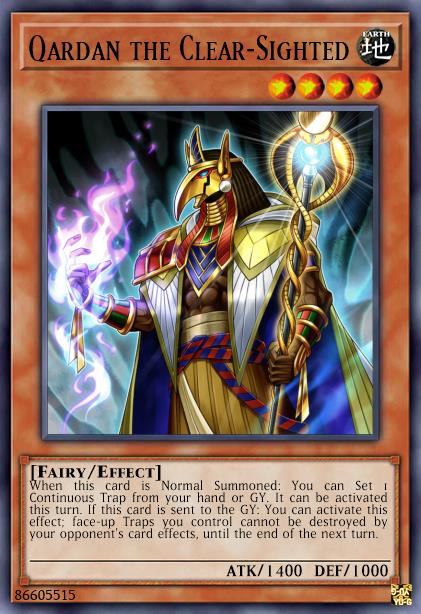 QARDAN THE CLEAR-SIGHTED
EARTH
地
[FAIRY/EFFECT]
When this card is Normal Summoned: You can Set 1
Continuous Trap from your hand or GY. It can be activated
this turn. If this card is sent to the GY: You can activate this
effect; face-up Traps you control cannot be destroyed by
your opponent's card effects, until the end of the next turn.
ATK/1400 DEF/1000
86605515